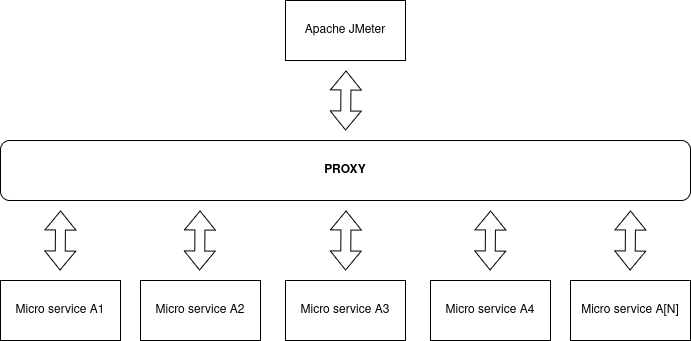 Apache JMeter
PROXY
Micro service A1
Micro service A2
Micro service A3
Micro service A4
Micro service A[N]